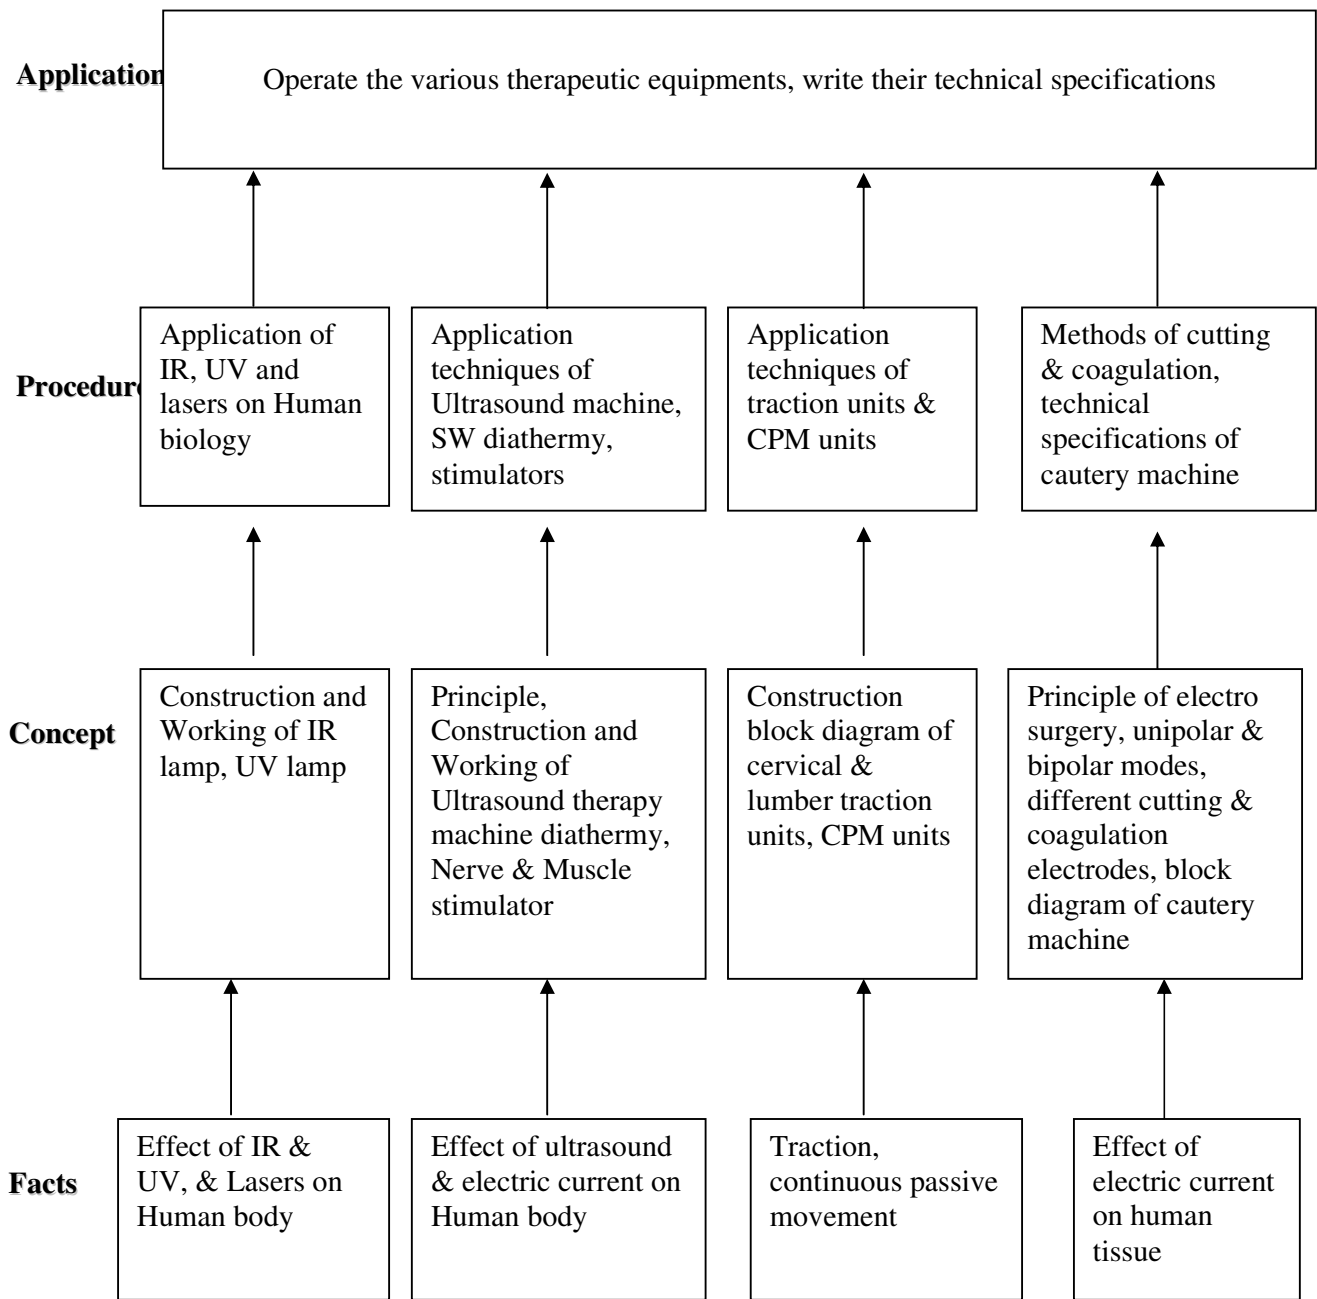 Application
Operate the various therapeutic equipments, write their technical specifications
Procedure
Application of
IR, UV and
lasers on Human
biology
Application
techniques of
Ultrasound machine,
SW diathermy,
stimulators
Application
techniques of
traction units &
CPM units
Methods of cutting
& coagulation,
technical
specifications of
cautery machine
Concept
Construction and
Working of IR
lamp, UV lamp
Principle,
Construction and
Working of
Ultrasound therapy
machine diathermy,
Nerve & Muscle
stimulator
Construction
block diagram of
cervical &
lumber traction
units, CPM units
Principle of electro
surgery, unipolar &
bipolar modes,
different cutting &
coagulation
electrodes, block
diagram of cautery
machine
Facts
Effect of IR &
UV, & Lasers on
Human body
Effect of ultrasound
& electric current on
Human body
Traction,
continuous passive
movement
Effect of
electric current
on human
tissue